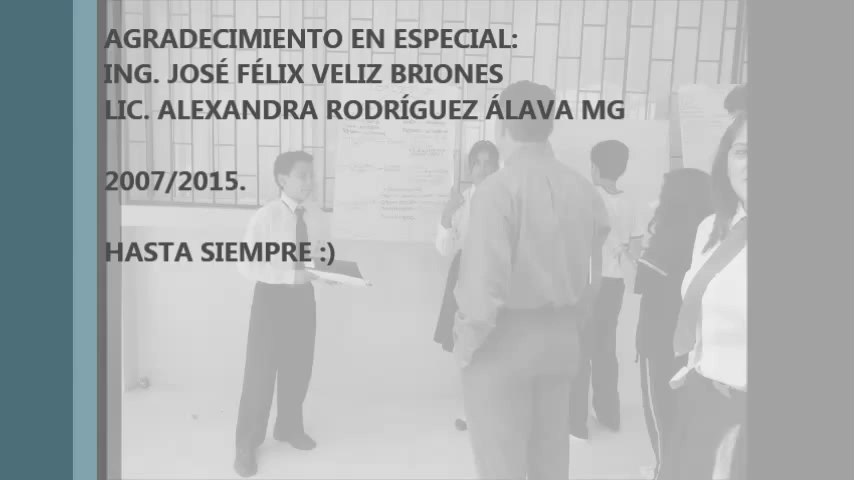 AGRADECIMIENTO EN ESPECIAL:
ING. JOSÉ FÉLIX VELIZ BRIONES
LIC. ALEXANDRA RODRÍGUEZ ÁLAVA MG
2007/2015.
HASTA SIEMPRE :)